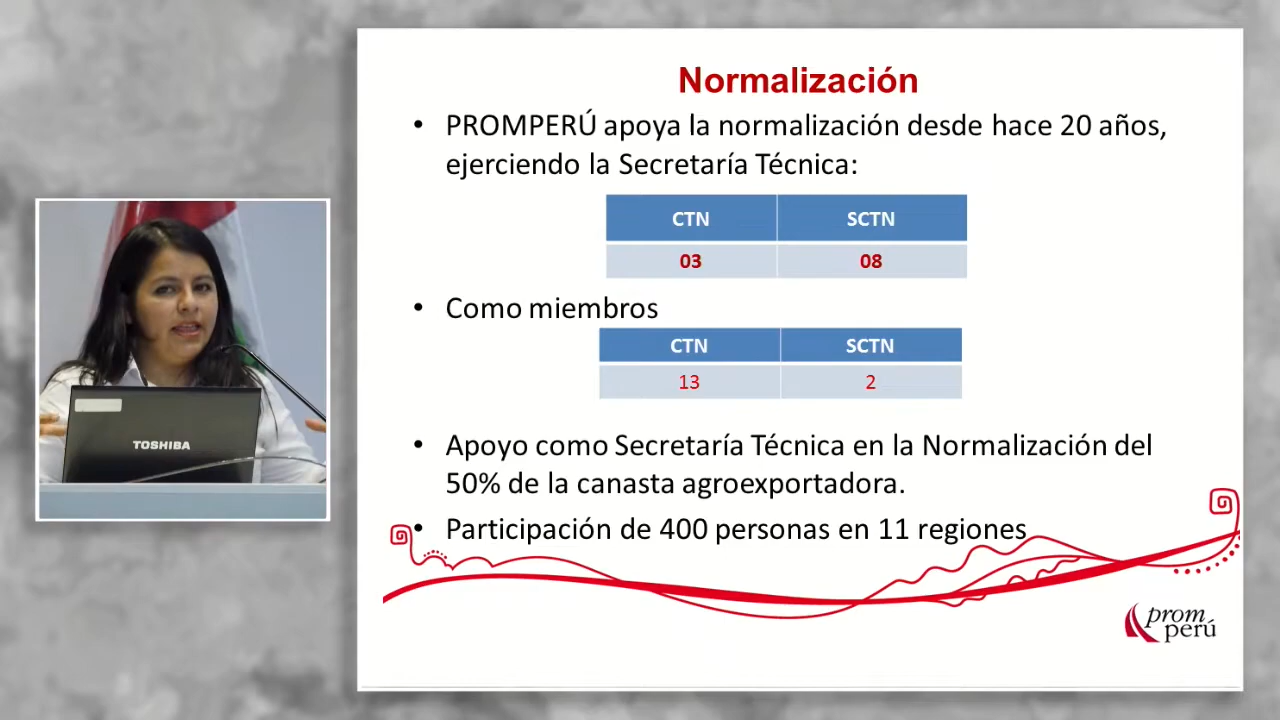 Normalización
• PROMPERÚ apoya la normalización desde hace 20 años,
ejerciendo la Secretaría Técnica:
CTN SCTN
03 08
• Como miembros
CTN SCTN
13 2
• Apoyo como Secretaría Técnica en la Normalización del
50% de la canasta agroexportadora.
• Participación de 400 personas en 11 regiones
prom
perú
TOSHIBA